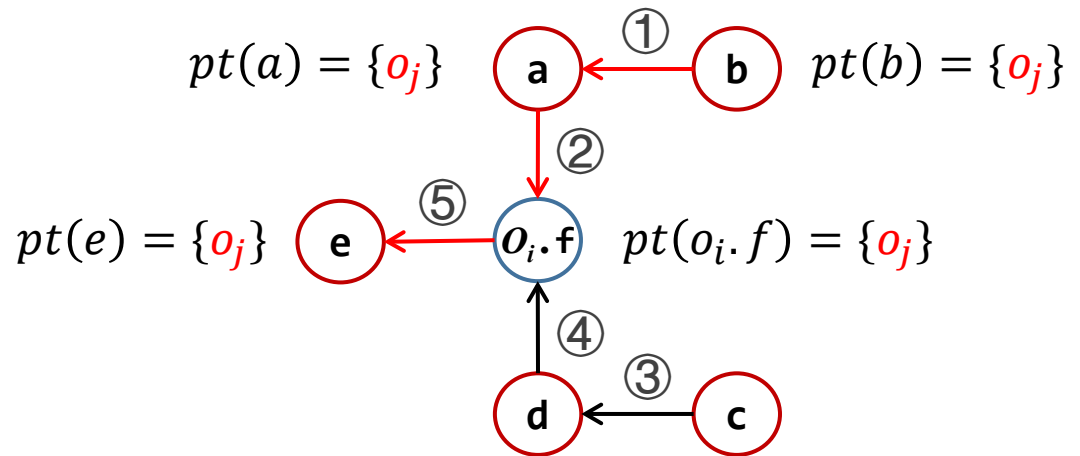 ①
pt(a) = {oⱼ} a b pt(b) = {oⱼ}
②
⑤
pt(e) = {oⱼ} e Oᵢ.f pt(oᵢ.f) = {oⱼ}
④
③
d c